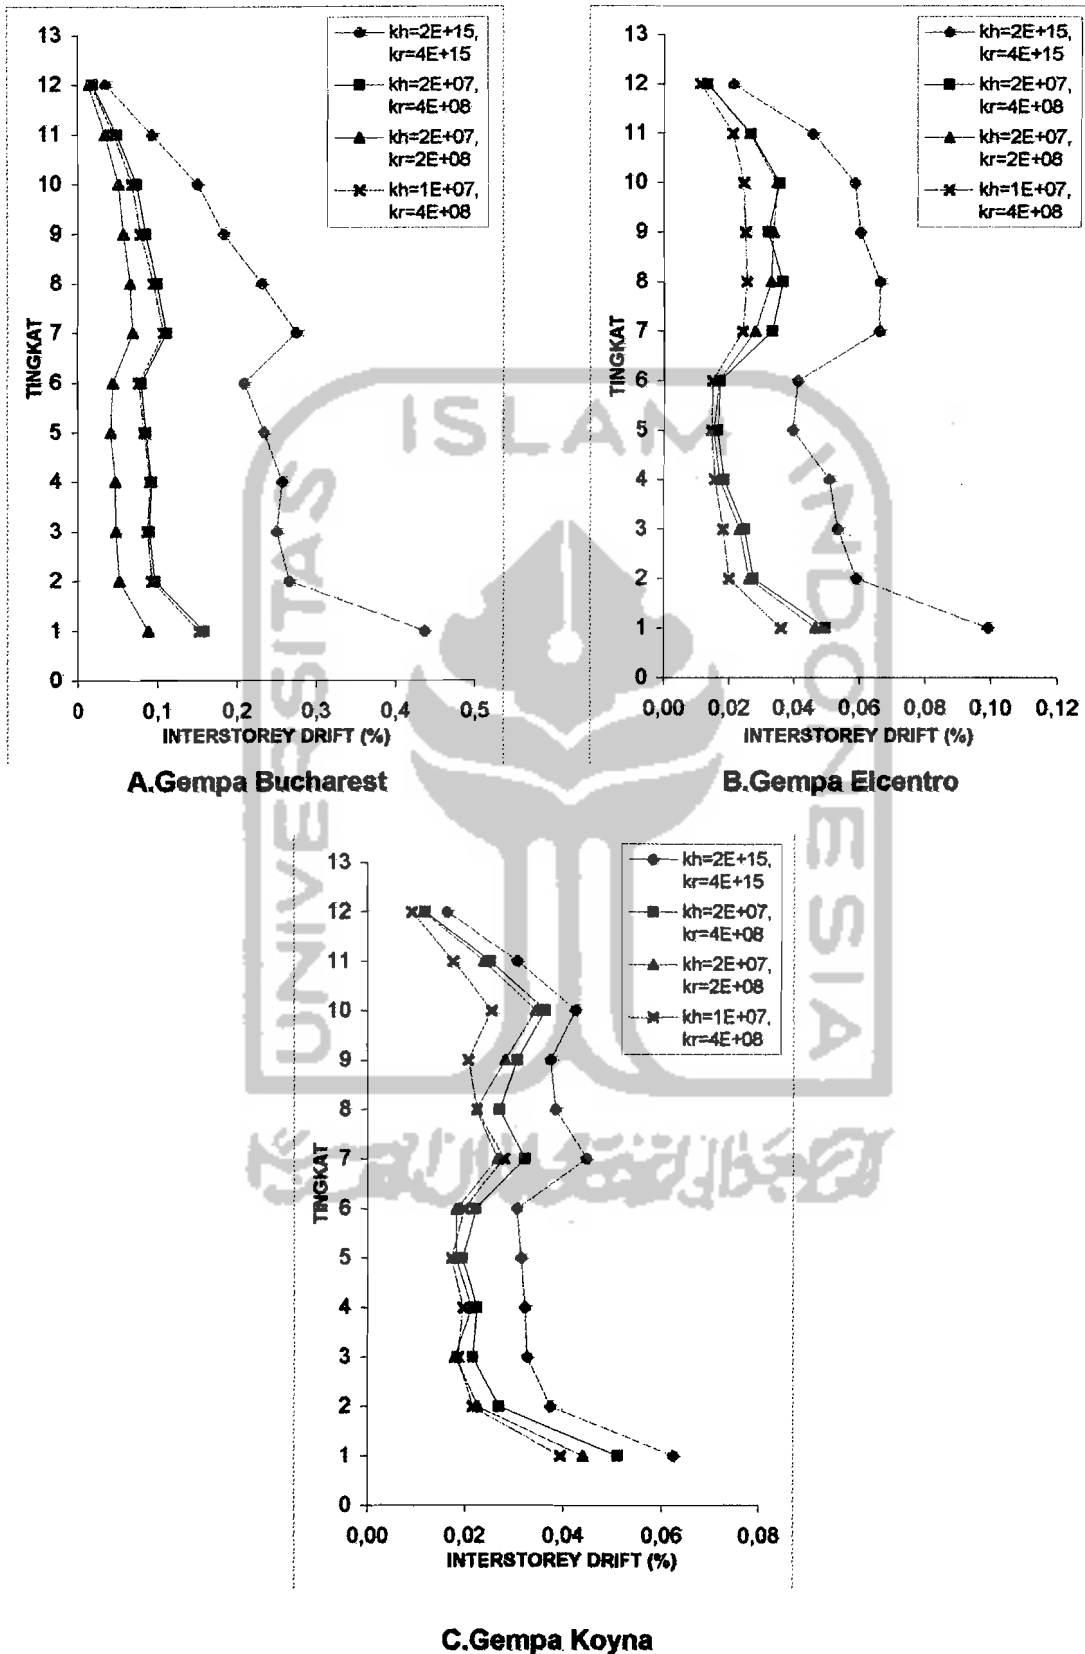 13
12
11
10
9
8
7
6
5
4
3
2
1
0
TINGKAT
0
0,1
0,2
0,3
0,4
0,5
INTERSTOREY DRIFT (%)
kh=2E+15,
kr=4E+15
kh=2E+07,
kr=4E+08
kh=2E+07,
kr=2E+08
kh=1E+07,
kr=4E+08
A.Gempa Bucharest
13
12
11
10
9
8
7
6
5
4
3
2
1
0
TINGKAT
0,00
0,02
0,04
0,06
0,08
0,10
0,12
INTERSTOREY DRIFT (%)
kh=2E+15,
kr=4E+15
kh=2E+07,
kr=4E+08
kh=2E+07,
kr=2E+08
kh=1E+07,
kr=4E+08
B.Gempa Elcentro
13
12
11
10
9
8
7
6
5
4
3
2
1
0
TINGKAT
0,00
0,02
0,04
0,06
0,08
INTERSTOREY DRIFT (%)
kh=2E+15,
kr=4E+15
kh=2E+07,
kr=4E+08
kh=2E+07,
kr=2E+08
kh=1E+07,
kr=4E+08
C.Gempa Koyna
UNIVERSITAS
ISLAM
INDONESIA